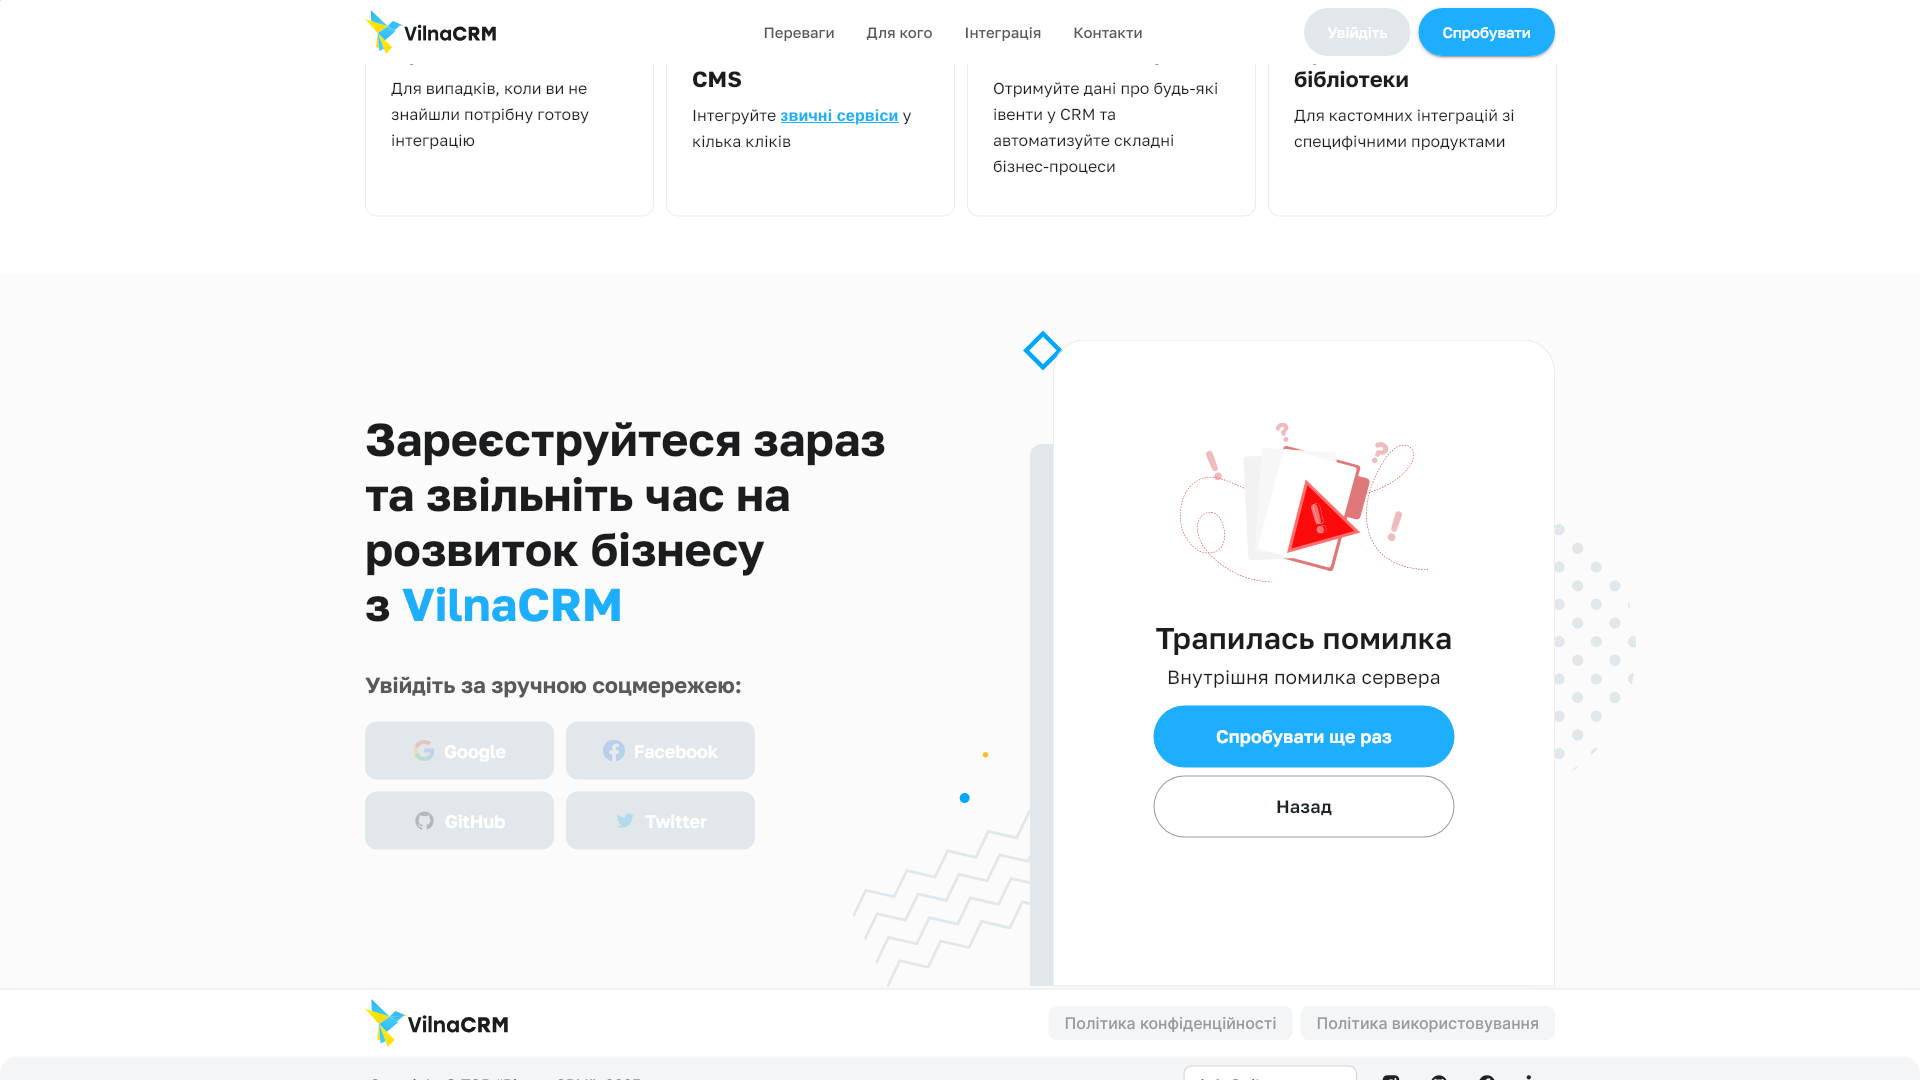 VilnaCRM
Переваги
Для кого
Інтеграція
Контакти
Увійдіть
Спробувати
Для випадків, коли ви не
знайшли потрібну готову
інтеграцію
CMS
Інтегруйте звичні сервіси у
кілька кліків
Отримуйте дані про будь-які
івенти у CRM та
автоматизуйте складні
бізнес-процеси
бібліотеки
Для кастомних інтеграцій зі
специфічними продуктами
Зареєструйтеся зараз
та звільніть час на
розвиток бізнесу
з VilnaCRM
Увійдіть за зручною соцмережею:
Google
Facebook
GitHub
Twitter
Трапилась помилка
Внутрішня помилка сервера
Спробувати ще раз
Назад
VilnaCRM
Політика конфіденційності
Політика використовування